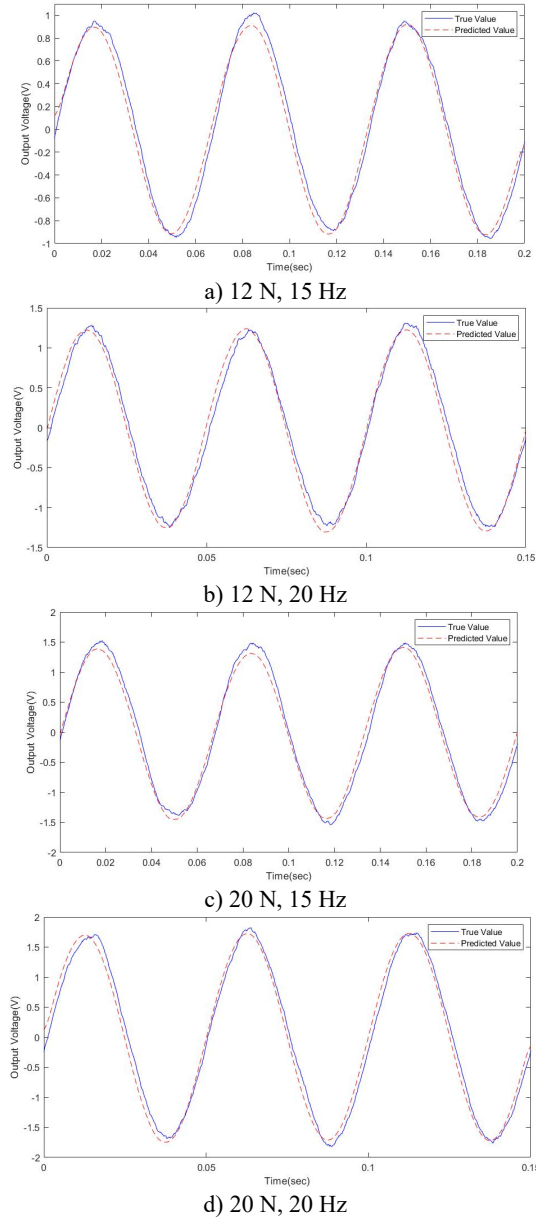 Output Voltage(V)
1
0.8
0.6
0.4
0.2
0
-0.2
-0.4
-0.6
-0.8
-1
True Value
Predicted Value
0 0.02 0.04 0.06 0.08 0.1 0.12 0.14 0.16 0.18 0.2
Time(sec)
a) 12 N, 15 Hz
Output Voltage(V)
1.5
1
0.5
0
-0.5
-1
-1.5
True Value
Predicted Value
0 0.05 0.1 0.15
Time(sec)
b) 12 N, 20 Hz
Output Voltage(V)
2
1.5
1
0.5
0
-0.5
-1
-1.5
-2
True Value
Predicted Value
0 0.02 0.04 0.06 0.08 0.1 0.12 0.14 0.16 0.18 0.2
Time(sec)
c) 20 N, 15 Hz
Output Voltage(V)
2
1.5
1
0.5
0
-0.5
-1
-1.5
-2
True Value
Predicted Value
0 0.05 0.1 0.15
Time(sec)
d) 20 N, 20 Hz